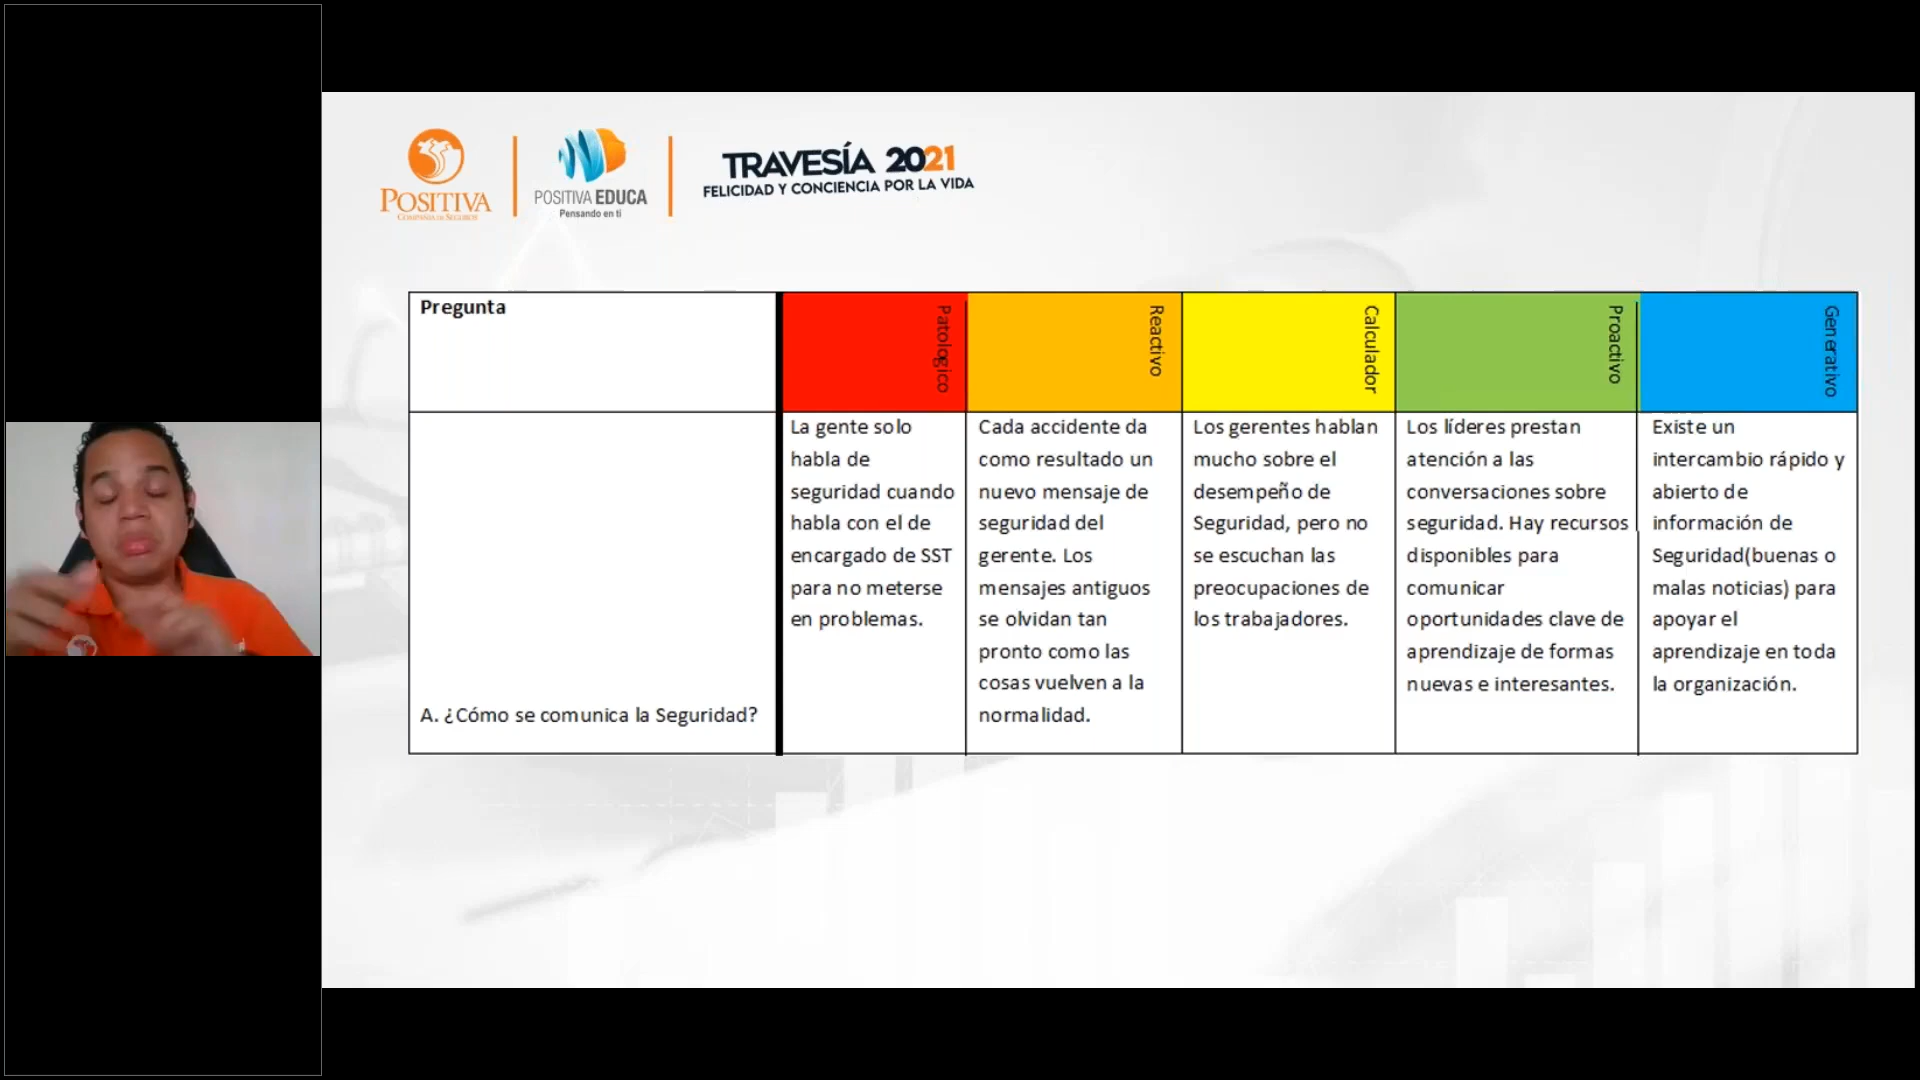 POSITIVA
COMPAÑÍA DE SEGUROS
POSITIVA EDUCA
Pensando en ti
TRAVESÍA 2021
FELICIDAD Y CONCIENCIA POR LA VIDA
Pregunta
Patologico
Reactivo
Calculador
Proactivo
Generativo
A. ¿Cómo se comunica la Seguridad?
La gente solo
habla de
seguridad cuando
habla con el de
encargado de SST
para no meterse
en problemas.
Cada accidente da
como resultado un
nuevo mensaje de
seguridad del
gerente. Los
mensajes antiguos
se olvidan tan
pronto como las
cosas vuelven a la
normalidad.
Los gerentes hablan
mucho sobre el
desempeño de
Seguridad, pero no
se escuchan las
preocupaciones de
los trabajadores.
Los líderes prestan
atención a las
conversaciones sobre
seguridad. Hay recursos
disponibles para
comunicar
oportunidades clave de
aprendizaje de formas
nuevas e interesantes.
Existe un
intercambio rápido y
abierto de
información de
Seguridad(buenas o
malas noticias) para
apoyar el
aprendizaje en toda
la organización.